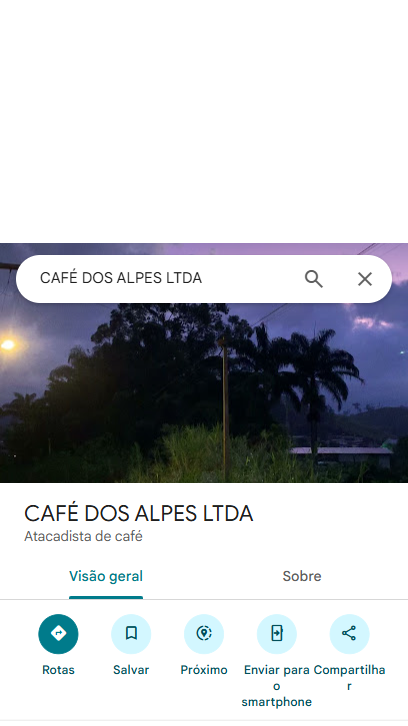 CAFÉ DOS ALPES LTDA
CAFÉ DOS ALPES LTDA
Atacadista de café
Visão geral
Sobre
Rotas
Salvar
Próximo
Enviar para
o
smartphone
Compartilha
r